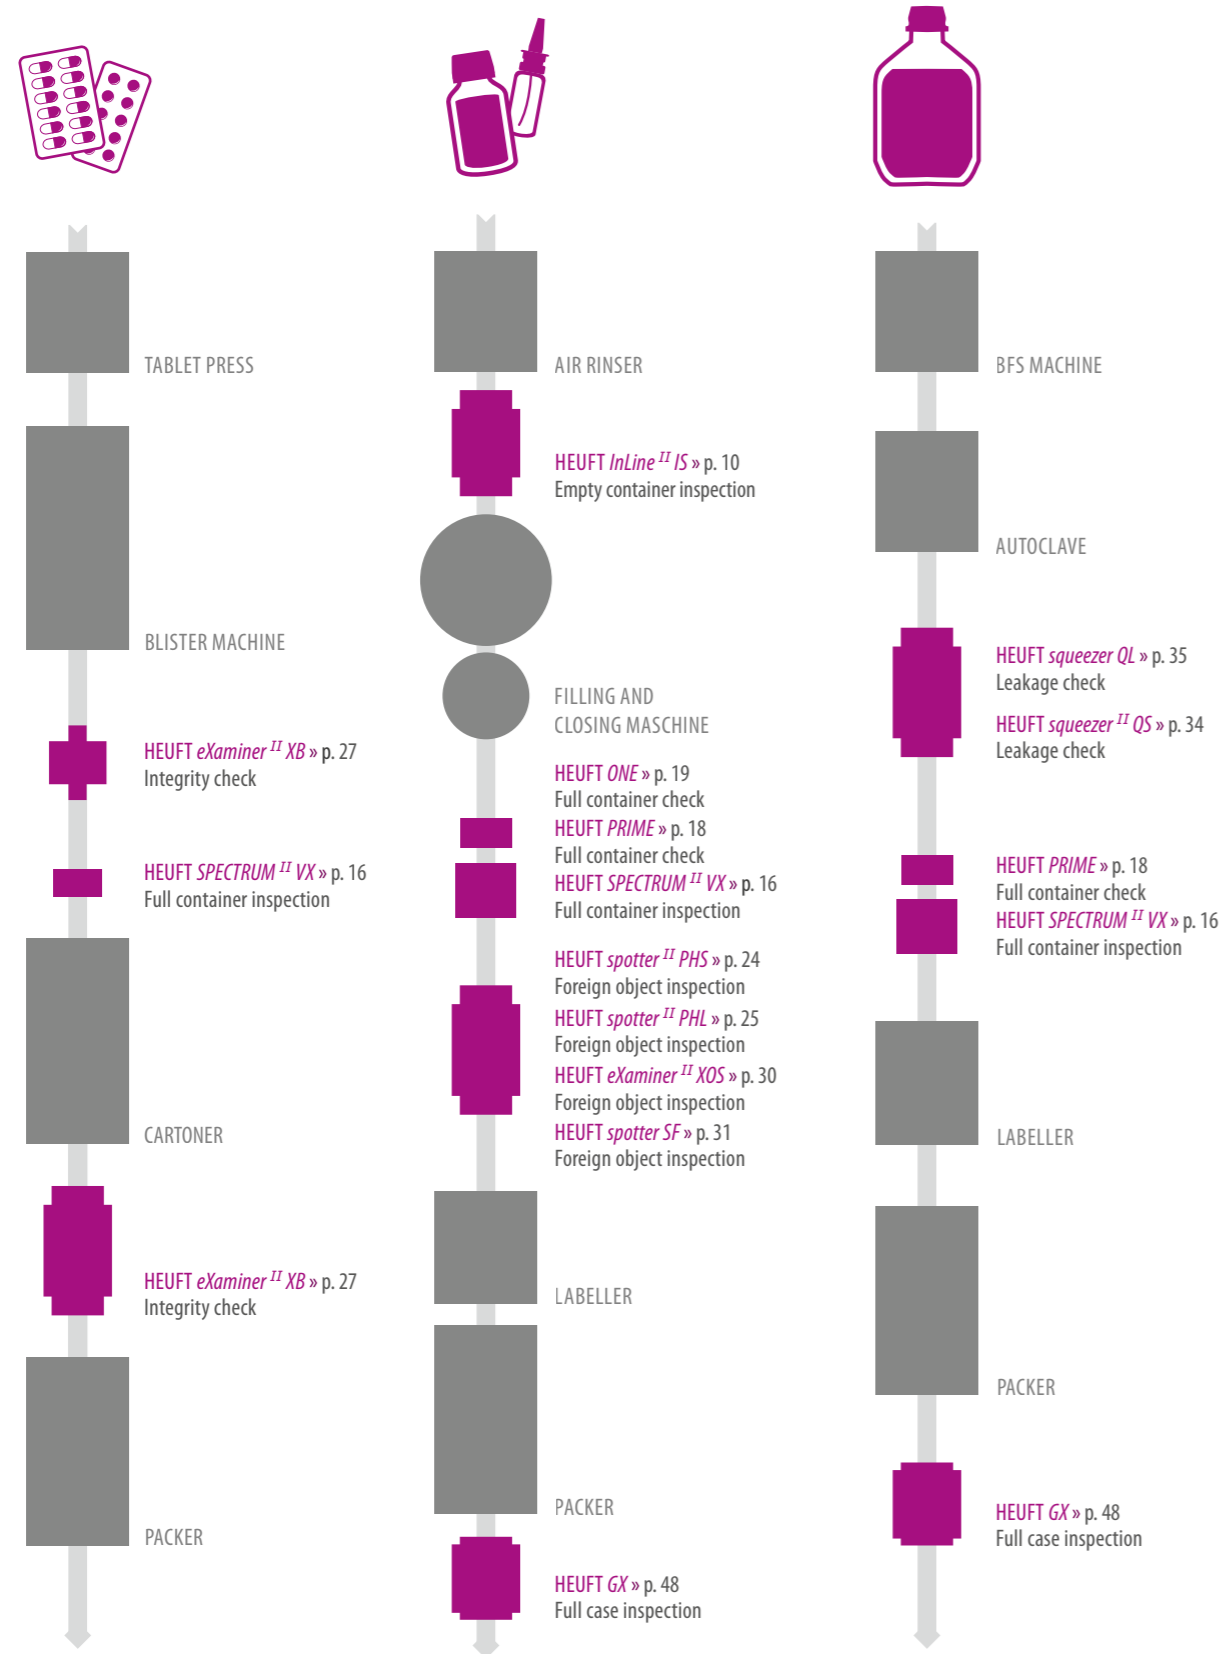 TABLET PRESS
BLISTER MACHINE
HEUFT eXaminer II XB » p. 27
Integrity check
HEUFT SPECTRUM II VX » p. 16
Full container inspection
CARTONER
HEUFT eXaminer II XB » p. 27
Integrity check
PACKER
AIR RINSER
HEUFT InLine II IS » p. 10
Empty container inspection
FILLING AND
CLOSING MASCHINE
HEUFT ONE » p. 19
Full container check
HEUFT PRIME » p. 18
Full container check
HEUFT SPECTRUM II VX » p. 16
Full container inspection
HEUFT spotter II PHS » p. 24
Foreign object inspection
HEUFT spotter II PHL » p. 25
Foreign object inspection
HEUFT eXaminer II XOS » p. 30
Foreign object inspection
HEUFT spotter SF » p. 31
Foreign object inspection
LABELLER
PACKER
HEUFT GX » p. 48
Full case inspection
BFS MACHINE
AUTOCLAVE
HEUFT squeezer QL » p. 35
Leakage check
HEUFT squeezer II QS » p. 34
Leakage check
HEUFT PRIME » p. 18
Full container check
HEUFT SPECTRUM II VX » p. 16
Full container inspection
LABELLER
PACKER
HEUFT GX » p. 48
Full case inspection